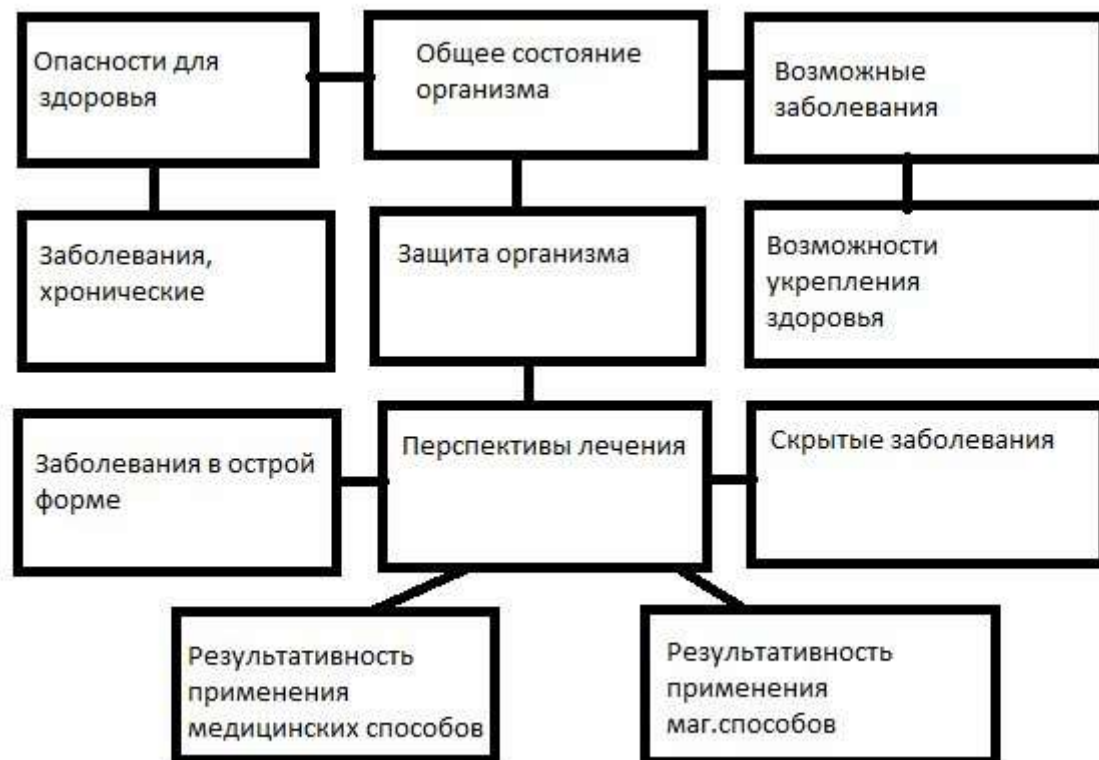 Опасности для
здоровья
Общее состояние
организма
Возможные
заболевания
Заболевания,
хронические
Защита организма
Возможности
укрепления
здоровья
Заболевания в острой
форме
Перспективы лечения
Скрытые заболевания
Результативность
применения
медицинских способов
Результативность
применения
маг.способов